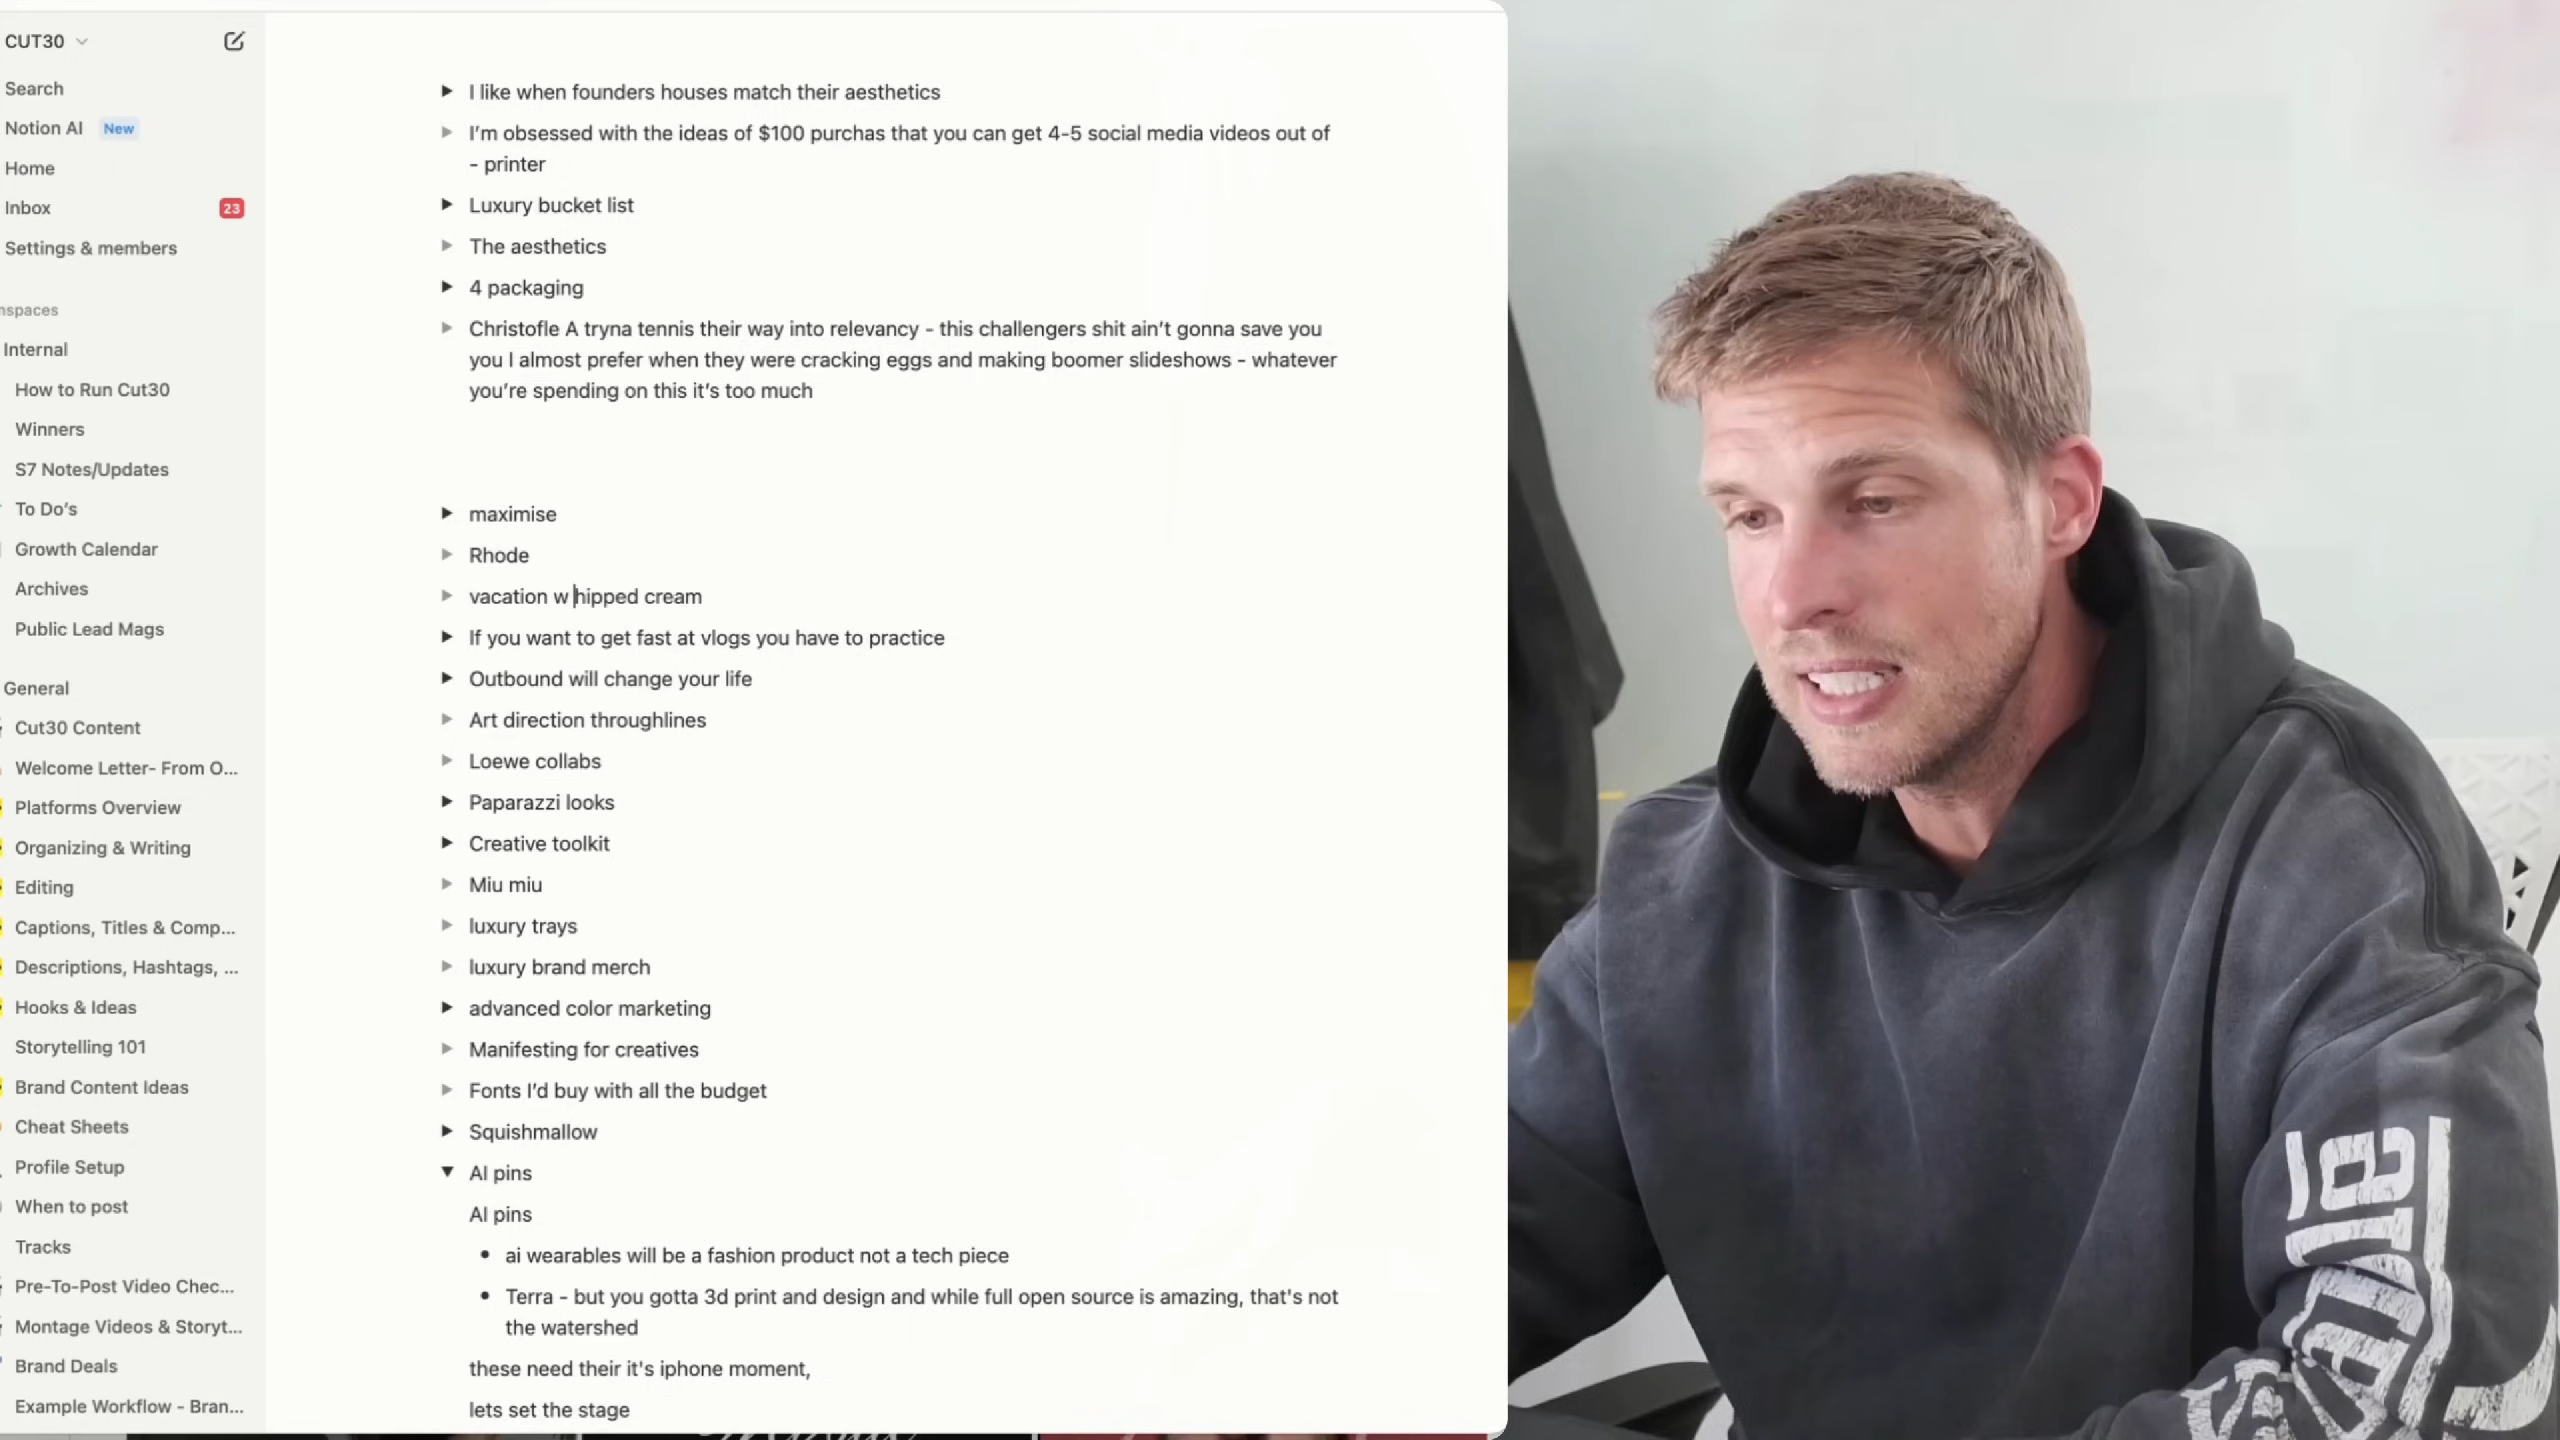 CUT30
Search
Notion AI New
Home
Inbox 23
Settings & members
nspaces
Internal
How to Run Cut30
Winners
S7 Notes/Updates
To Do's
Growth Calendar
Archives
Public Lead Mags
General
Cut30 Content
Welcome Letter- From O...
Platforms Overview
Organizing & Writing
Editing
Captions, Titles & Comp...
Descriptions, Hashtags, ...
Hooks & Ideas
Storytelling 101
Brand Content Ideas
Cheat Sheets
Profile Setup
When to post
Tracks
Pre-To-Post Video Chec...
Montage Videos & Storyt...
Brand Deals
Example Workflow - Bran...
I like when founders houses match their aesthetics
I'm obsessed with the ideas of $100 purchas that you can get 4-5 social media videos out of
- printer
Luxury bucket list
The aesthetics
4 packaging
Christofle A tryna tennis their way into relevancy - this challengers shit ain't gonna save you
you I almost prefer when they were cracking eggs and making boomer slideshows - whatever
you're spending on this it's too much
maximise
Rhode
vacation w hipped cream
If you want to get fast at vlogs you have to practice
Outbound will change your life
Art direction throughlines
Loewe collabs
Paparazzi looks
Creative toolkit
Miu miu
luxury trays
luxury brand merch
advanced color marketing
Manifesting for creatives
Fonts I'd buy with all the budget
Squishmallow
AI pins
AI pins
ai wearables will be a fashion product not a tech piece
Terra - but you gotta 3d print and design and while full open source is amazing, that's not
the watershed
these need their it's iphone moment,
lets set the stage